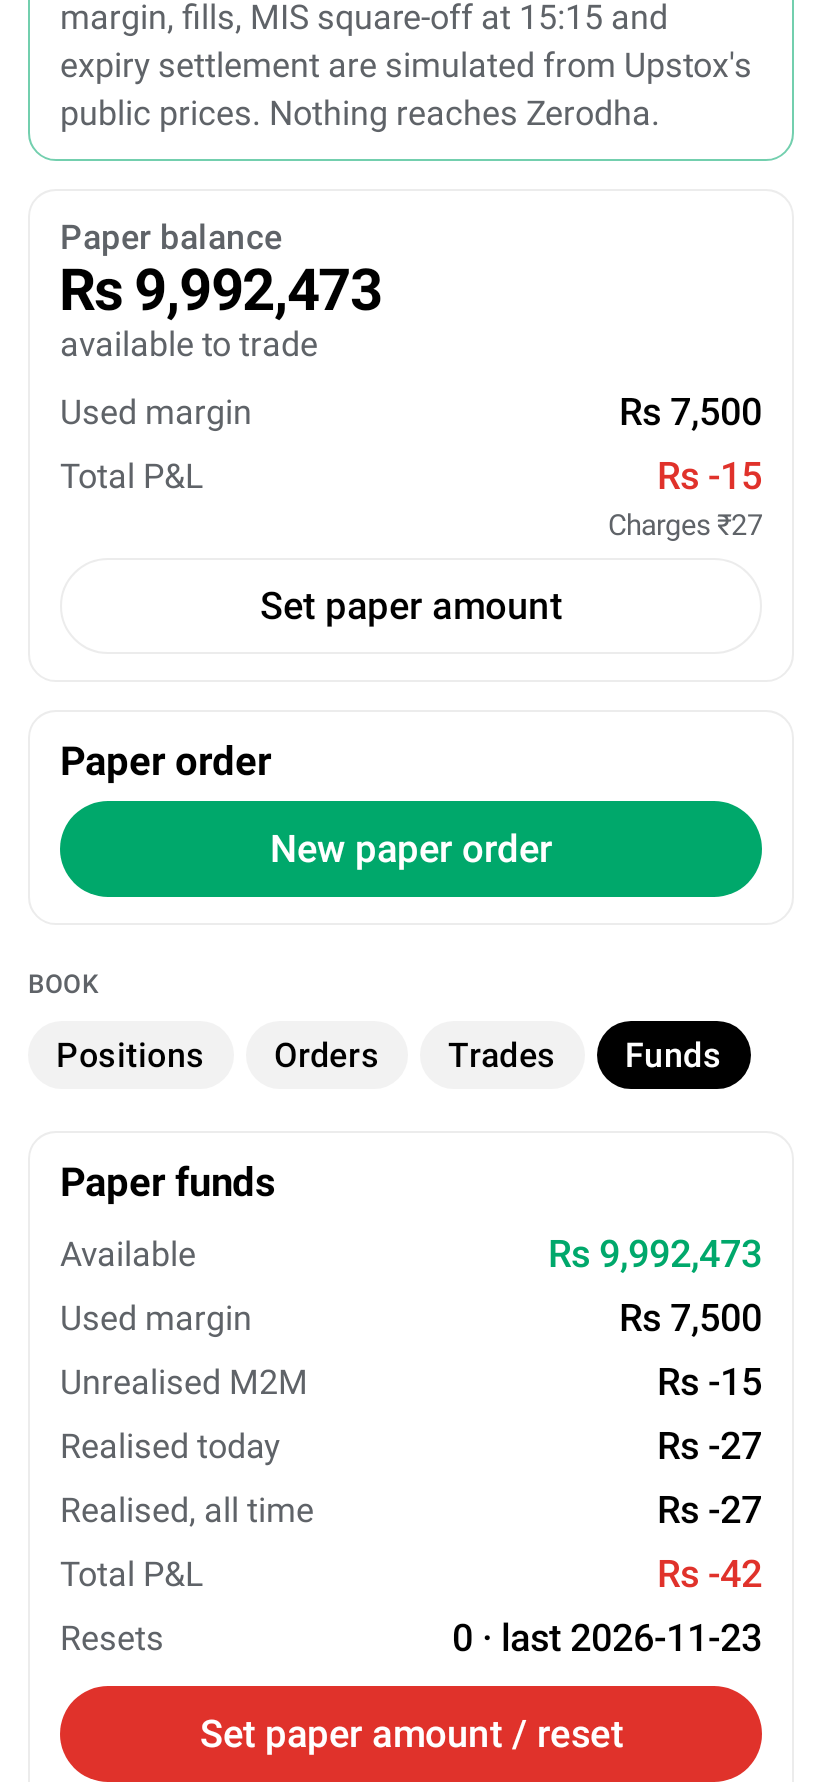 margin, fills, MIS square-off at 15:15 and
expiry settlement are simulated from Upstox's
public prices. Nothing reaches Zerodha.
Paper balance
Rs 9,992,473
available to trade
Used margin Rs 7,500
Total P&L Rs -15
Charges ₹27
Set paper amount
Paper order
New paper order
BOOK
Positions Orders Trades Funds
Paper funds
Available Rs 9,992,473
Used margin Rs 7,500
Unrealised M2M Rs -15
Realised today Rs -27
Realised, all time Rs -27
Total P&L Rs -42
Resets 0 · last 2026-11-23
Set paper amount / reset